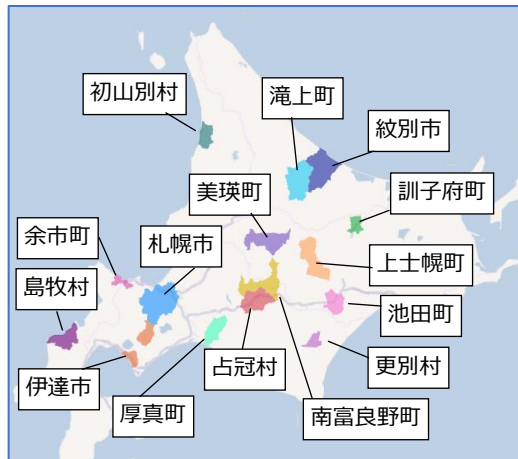 初山別村
滝上町
紋別市
美瑛町
訓子府町
余市町
札幌市
上士幌町
島牧村
池田町
伊達市
占冠村
更別村
厚真町
南富良野町